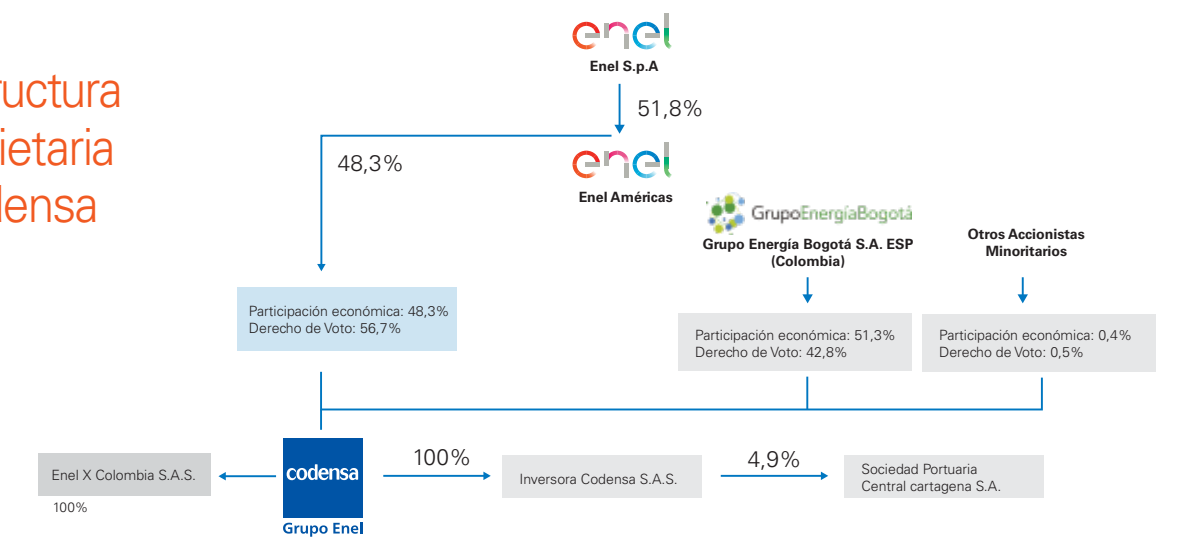 ructura
ietaria
densa
enel
Enel S.p.A
51,8%
48,3%
enel
Enel Américas
GrupoEnergíaBogotá
Grupo Energía Bogotá S.A. ESP
(Colombia)
Otros Accionistas
Minoritarios
Participación económica: 48,3%
Derecho de Voto: 56,7%
Participación económica: 51,3%
Derecho de Voto: 42,8%
Participación económica: 0,4%
Derecho de Voto: 0,5%
Enel X Colombia S.A.S.
100%
codensa
Grupo Enel
100%
Inversora Codensa S.A.S.
4,9%
Sociedad Portuaria
Central cartagena S.A.